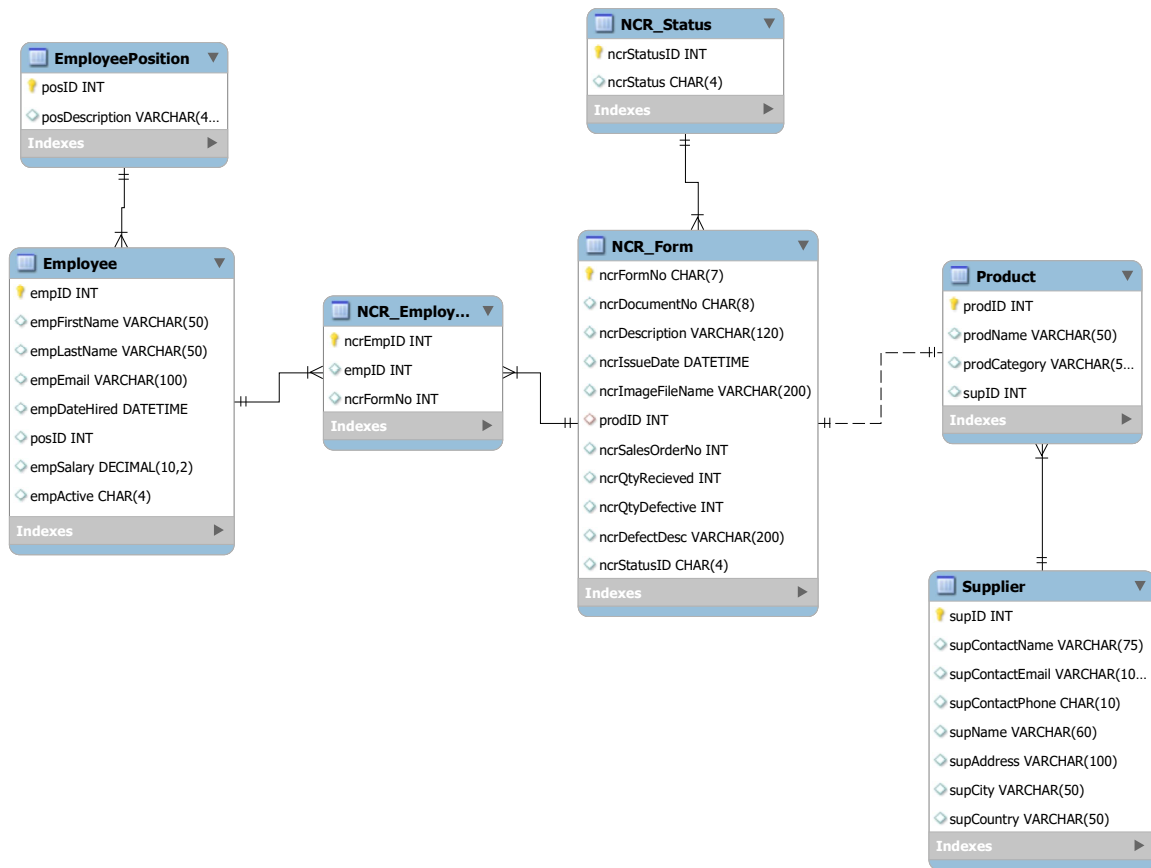 EmployeePosition
posID INT
posDescription VARCHAR(4...
Indexes
NCR_Status
ncrStatusID INT
ncrStatus CHAR(4)
Indexes
Employee
empID INT
empFirstName VARCHAR(50)
empLastName VARCHAR(50)
empEmail VARCHAR(100)
empDateHired DATETIME
posID INT
empSalary DECIMAL(10,2)
empActive CHAR(4)
Indexes
NCR_Employ...
ncrEmpID INT
empID INT
ncrFormNo INT
Indexes
NCR_Form
ncrFormNo CHAR(7)
ncrDocumentNo CHAR(8)
ncrDescription VARCHAR(120)
ncrIssueDate DATETIME
ncrImageFileName VARCHAR(200)
prodID INT
ncrSalesOrderNo INT
ncrQtyRecieved INT
ncrQtyDefective INT
ncrDefectDesc VARCHAR(200)
ncrStatusID CHAR(4)
Indexes
Product
prodID INT
prodName VARCHAR(50)
prodCategory VARCHAR(5...
supID INT
Indexes
Supplier
supID INT
supContactName VARCHAR(75)
supContactEmail VARCHAR(10...
supContactPhone CHAR(10)
supName VARCHAR(60)
supAddress VARCHAR(100)
supCity VARCHAR(50)
supCountry VARCHAR(50)
Indexes